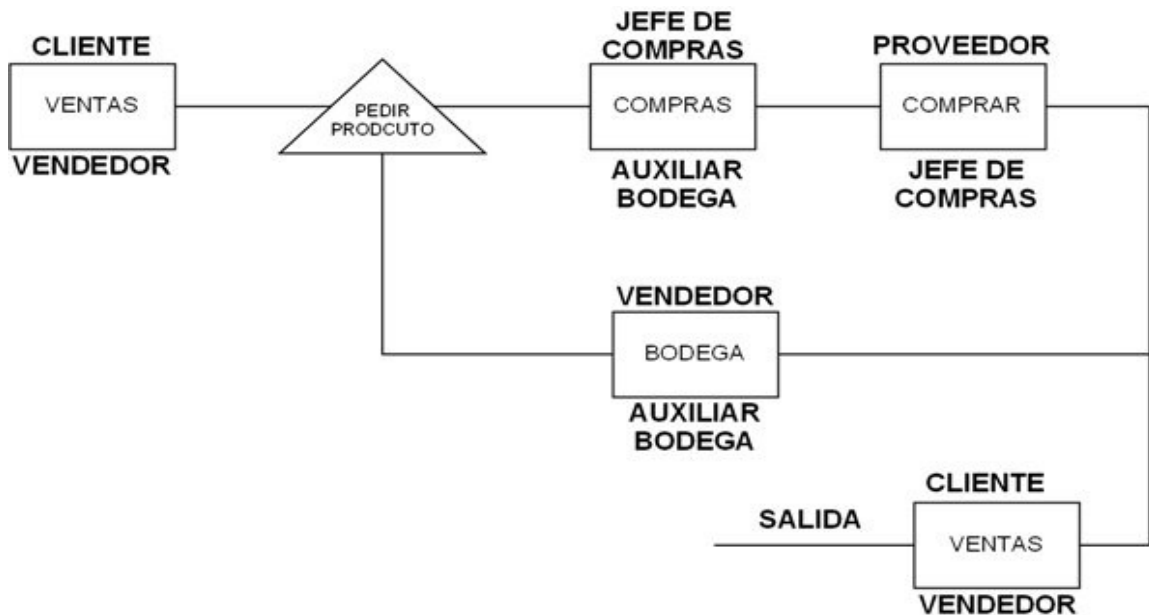 CLIENTE
VENTAS
VENDEDOR
PEDIR
PRODCUTO
JEFE DE
COMPRAS
COMPRAS
AUXILIAR
BODEGA
PROVEEDOR
COMPRAR
JEFE DE
COMPRAS
VENDEDOR
BODEGA
AUXILIAR
BODEGA
SALIDA
CLIENTE
VENTAS
VENDEDOR